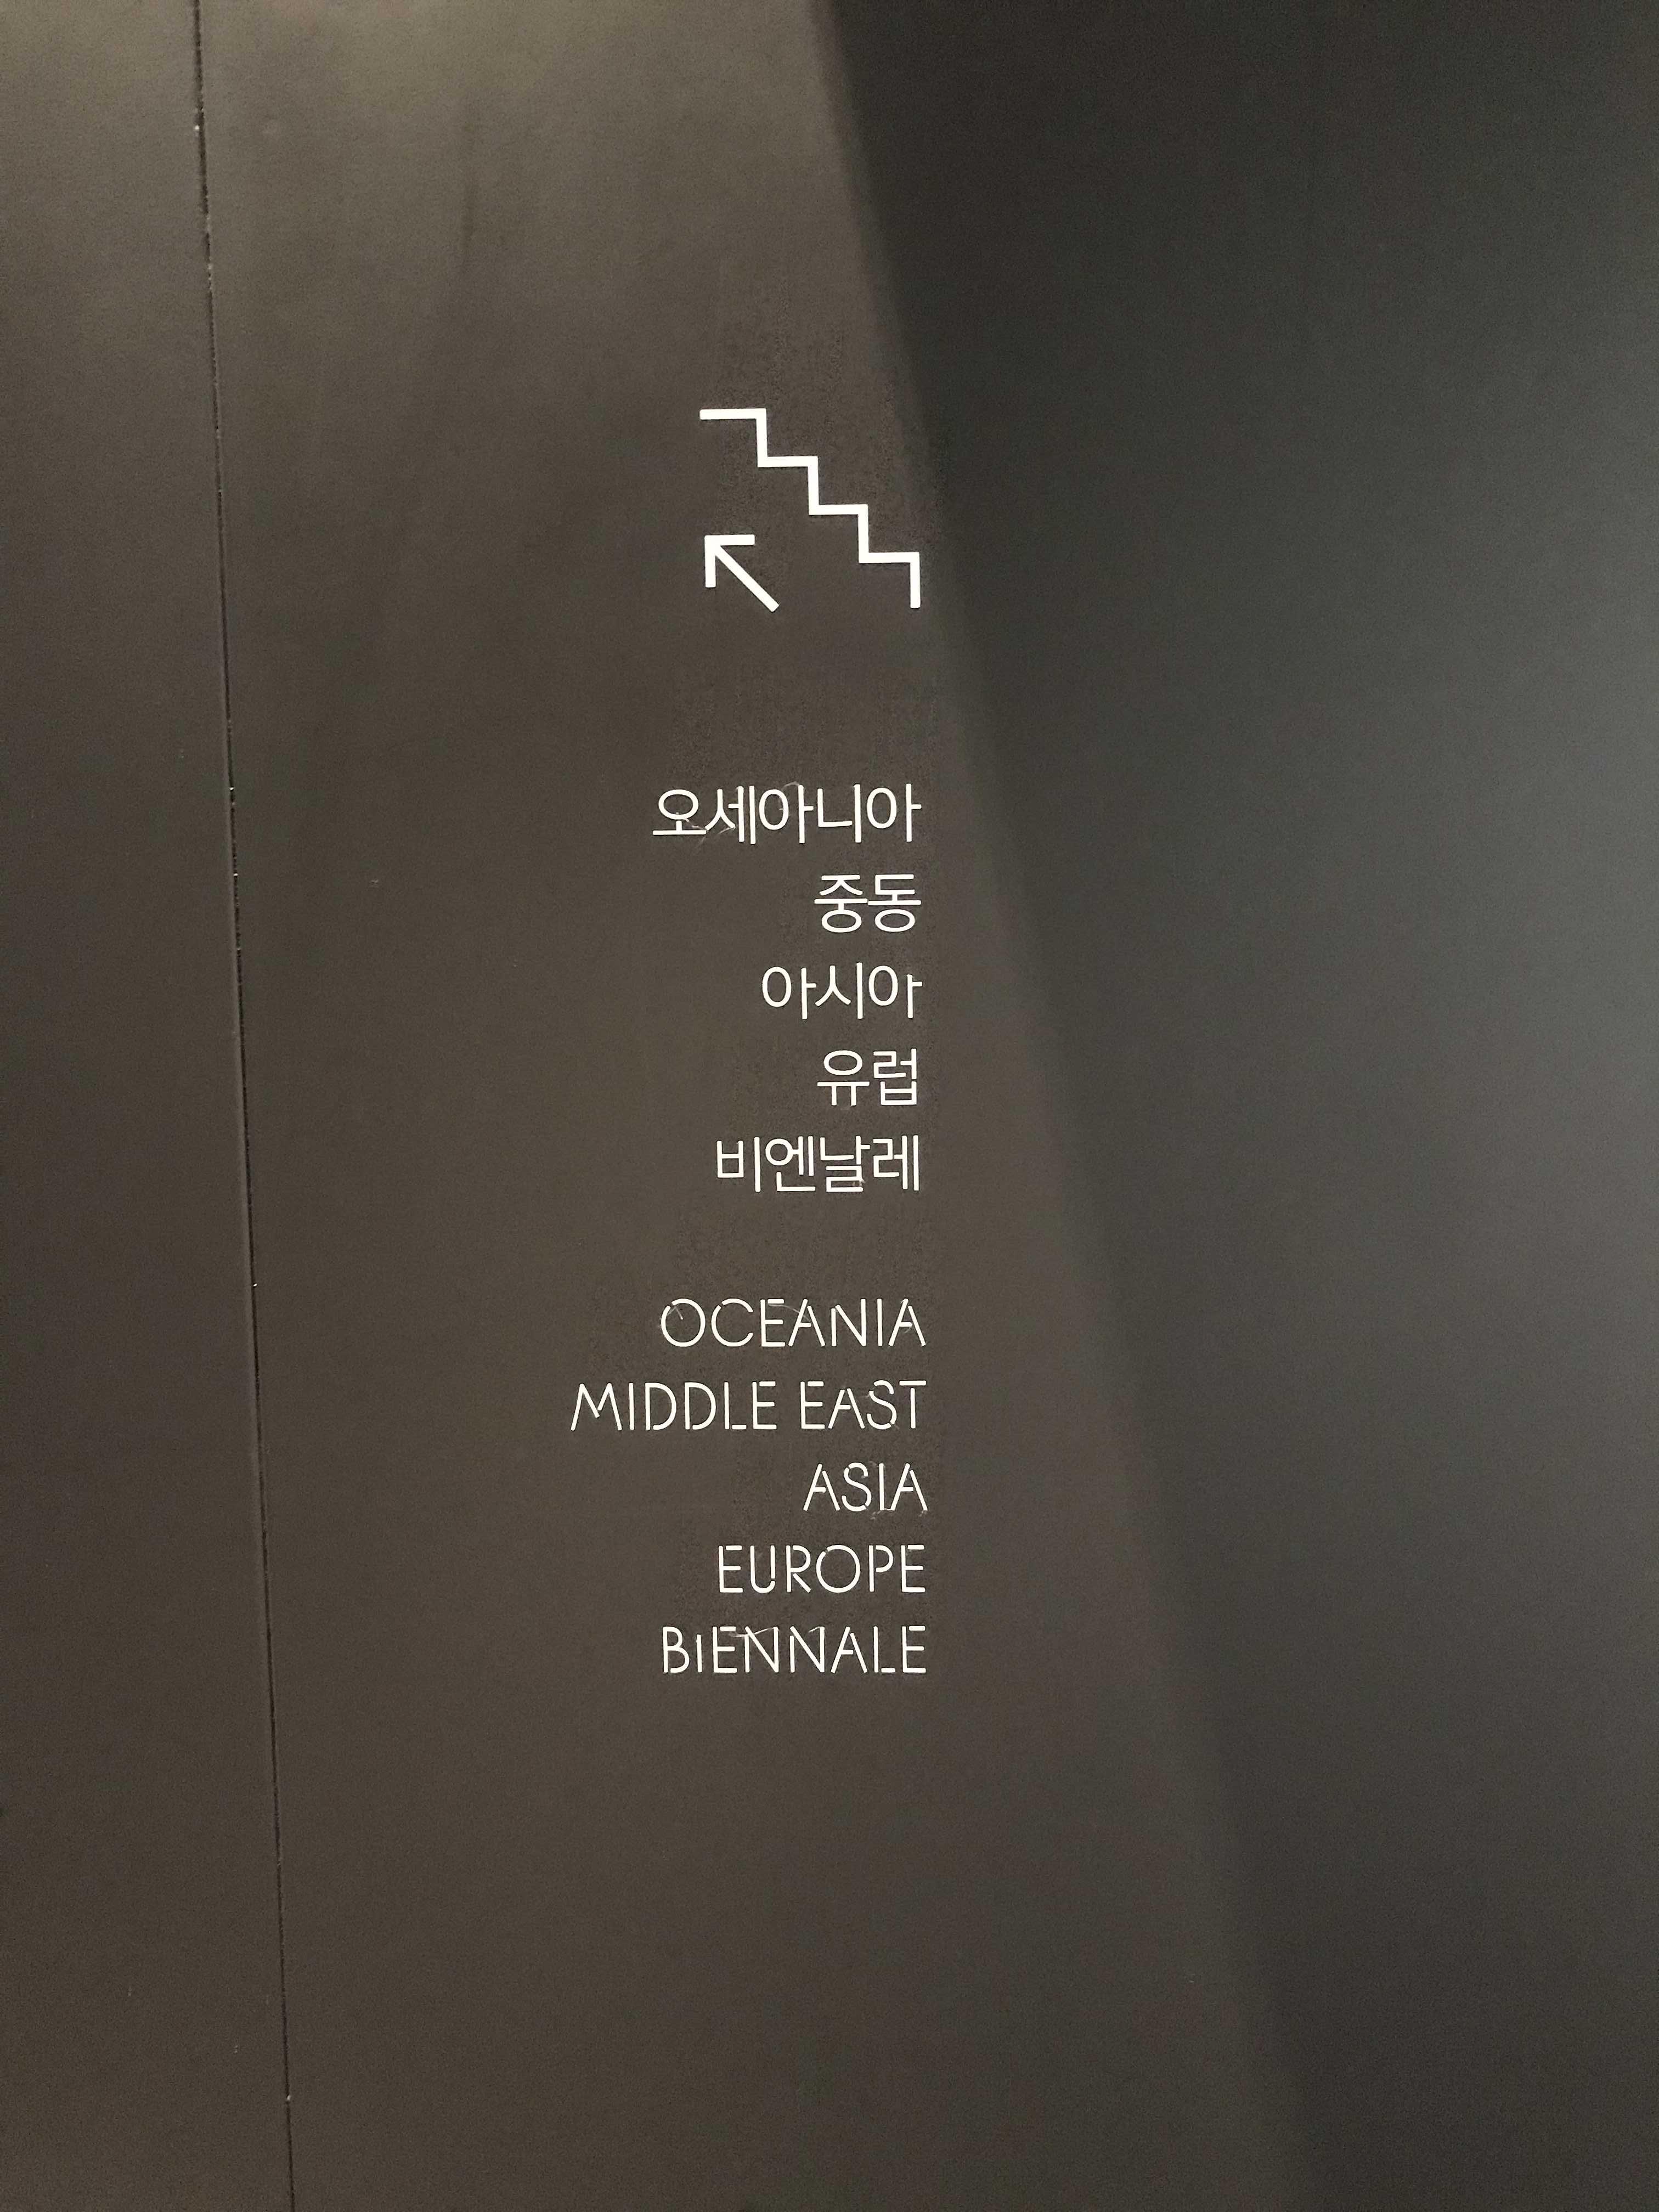 오세아니아
중동
아시아
유럽
비엔날레
OCEANIA
MIDDLE EAST
ASIA
EUROPE
BIENNALE